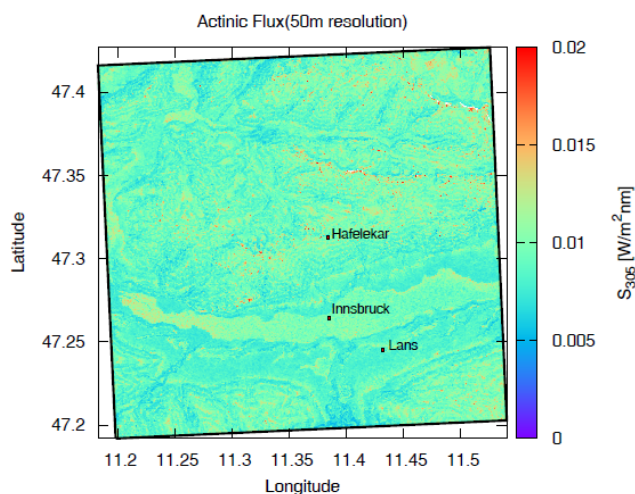 Actinic Flux(50m resolution)
47.4
47.35
47.3
47.25
47.2
Latitude
Hafelekar
Innsbruck
Lans
11.2
11.25
11.3
11.35
11.4
11.45
11.5
Longitude
0.02
0.015
0.01
0.005
0
S305 [W/m²nm]